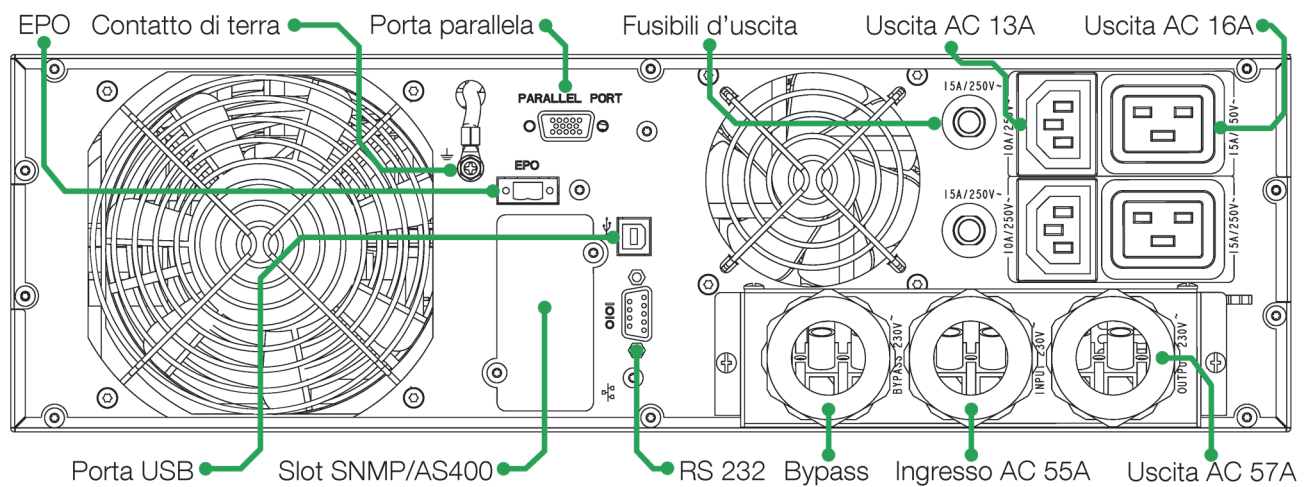 EPO Contatto di terra Porta parallela Fusibili d'uscita Uscita AC 13A Uscita AC 16A
PARALLEL PORT
15A/250V~
10A/250V~
15A/250V~
EPO
15A/250V~
10A/250V~
15A/250V~
IOIO
BYPASS 230V~
INPUT 230V~
OUTPUT 230V~
Porta USB Slot SNMP/AS400 RS 232 Bypass Ingresso AC 55A Uscita AC 57A